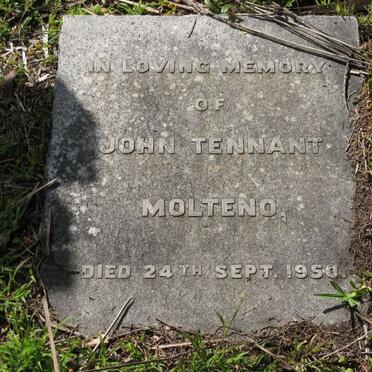 IN LOVING MEMORY
OF
JOHN TENNANT
MOLTENO,
DIED 24TH SEPT. 1950.